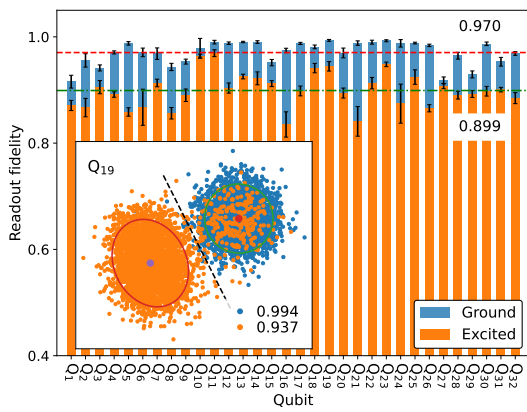 1.0
0.970
0.8
0.899
Readout fidelity
Q19
0.6
0.994
0.937
Ground
Excited
0.4
Q1 Q2 Q3 Q4 Q5 Q6 Q7 Q8 Q9 Q10 Q11 Q12 Q13 Q14 Q15 Q16 Q17 Q18 Q19 Q20 Q21 Q22 Q23 Q24 Q25 Q26 Q27 Q28 Q29 Q30 Q31 Q32
Qubit